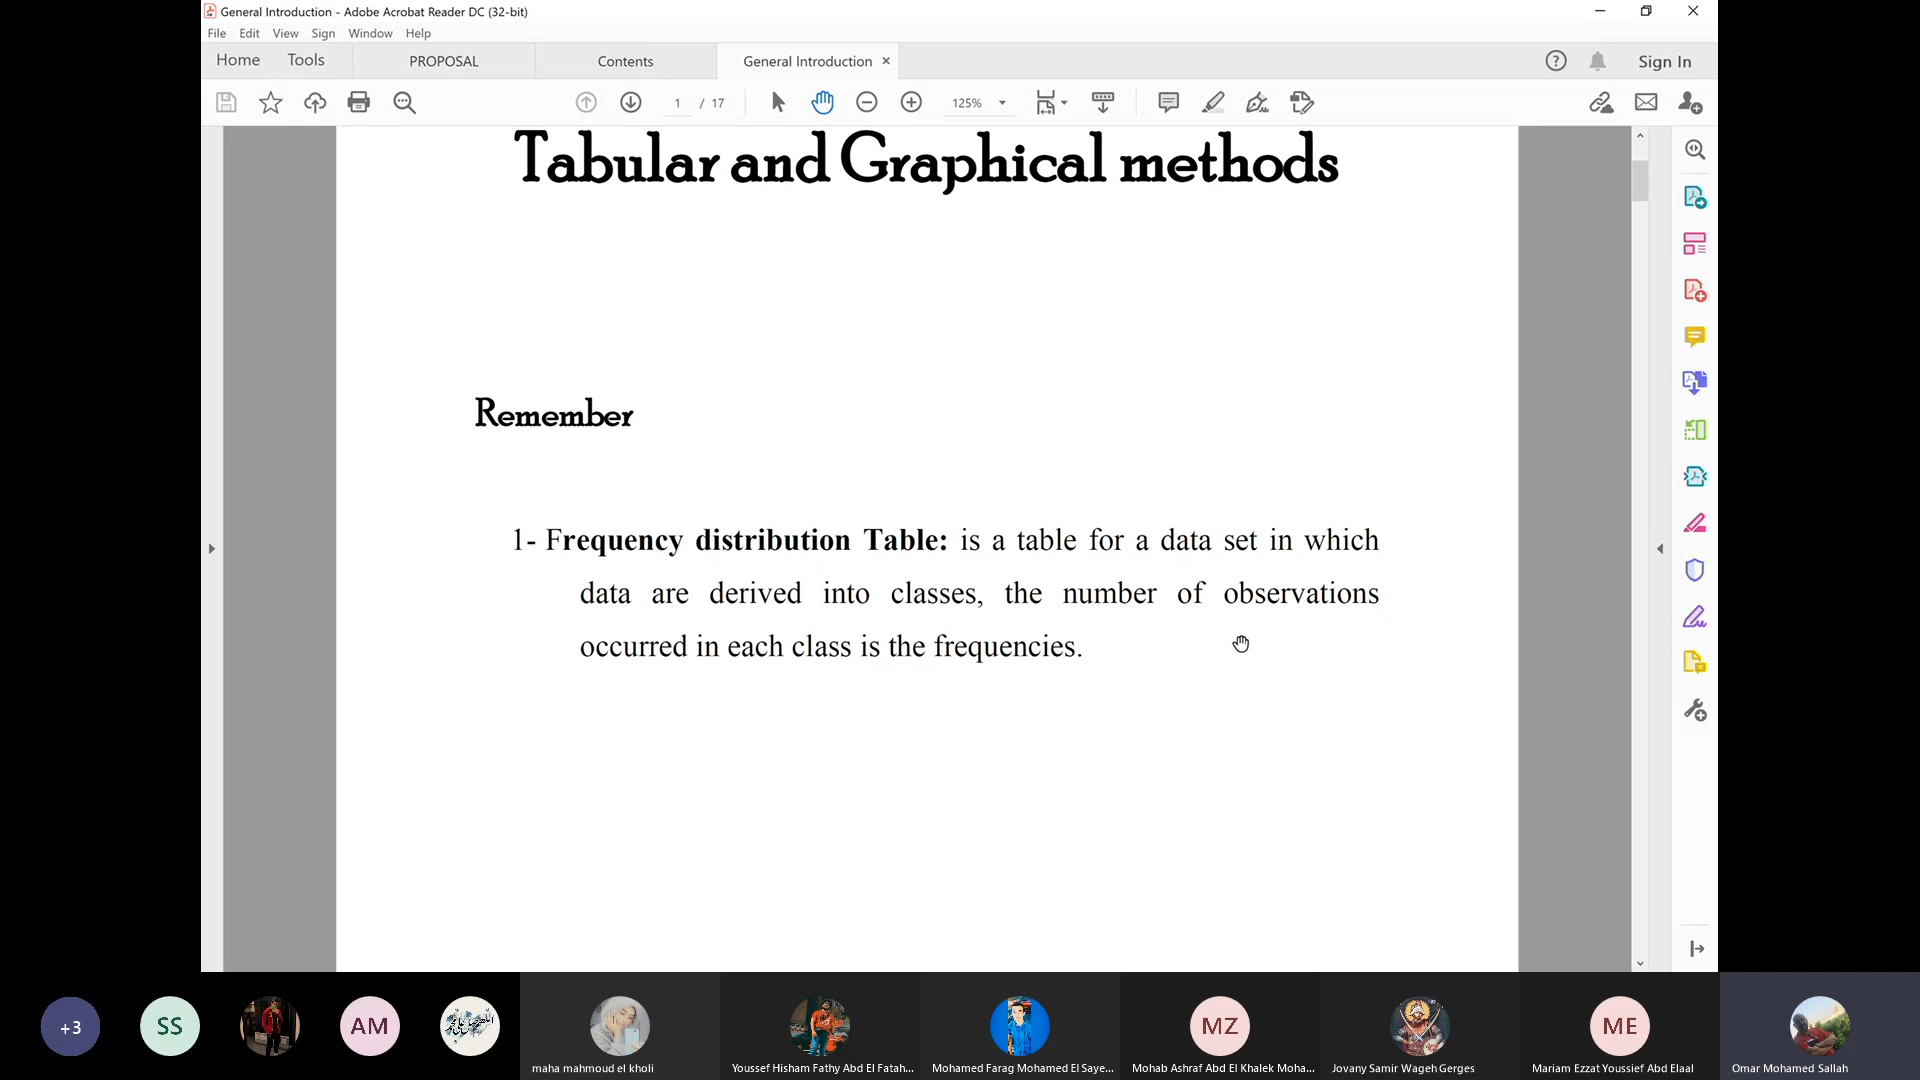 General Introduction - Adobe Acrobat Reader DC (32-bit)
File Edit View Sign Window Help
Home Tools PROPOSAL Contents General Introduction Sign In
1 / 17 125%
Tabular and Graphical methods
Remember
1- Frequency distribution Table: is a table for a data set in which
data are derived into classes, the number of observations
occurred in each class is the frequencies.
+3 SS AM MZ ME
maha mahmoud el kholi Youssef Hisham Fathy Abd El Fatah... Mohamed Farag Mohamed El Saye... Mohab Ashraf Abd El Khalek Moha... Jovany Samir Wageh Gerges Mariam Ezzat Youssief Abd Elaal Omar Mohamed Sallah